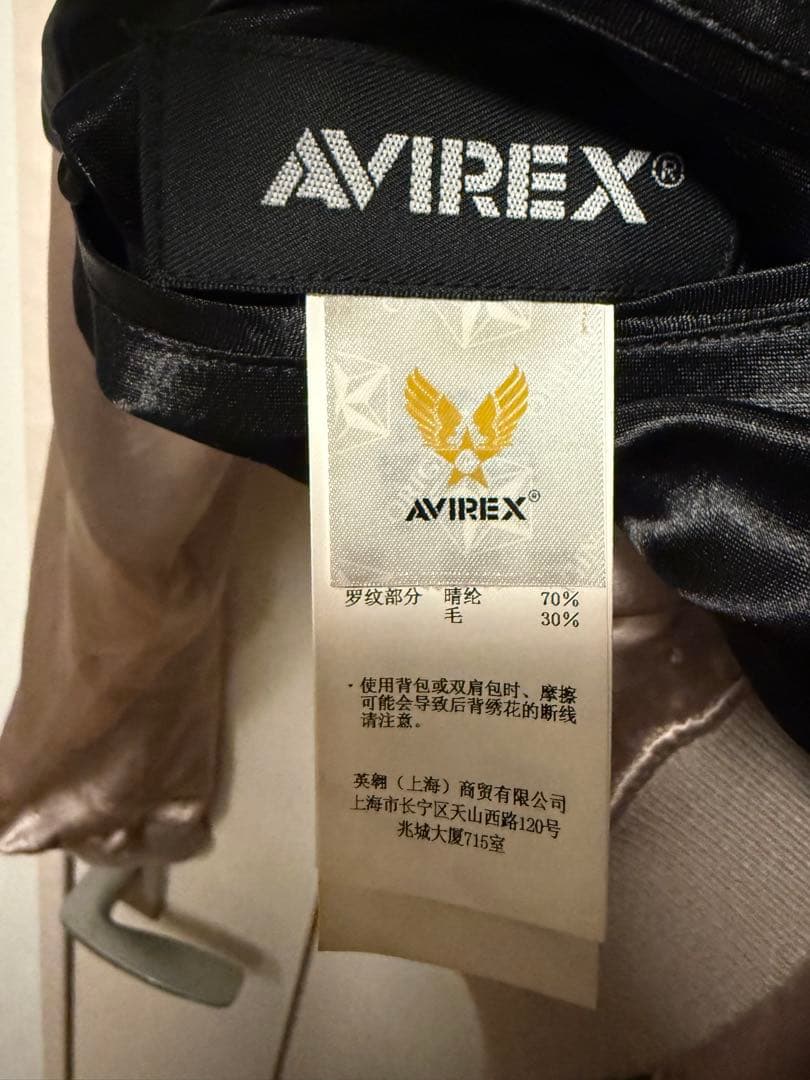 AVIREX®
AVIREX®
罗纹部分 晴纶 70%
毛 30%
· 使用背包或双肩包时、摩擦
可能会导致后背绣花的断线
请注意。
英翱（上海）商贸有限公司
上海市长宁区天山西路120号
兆城大厦715室